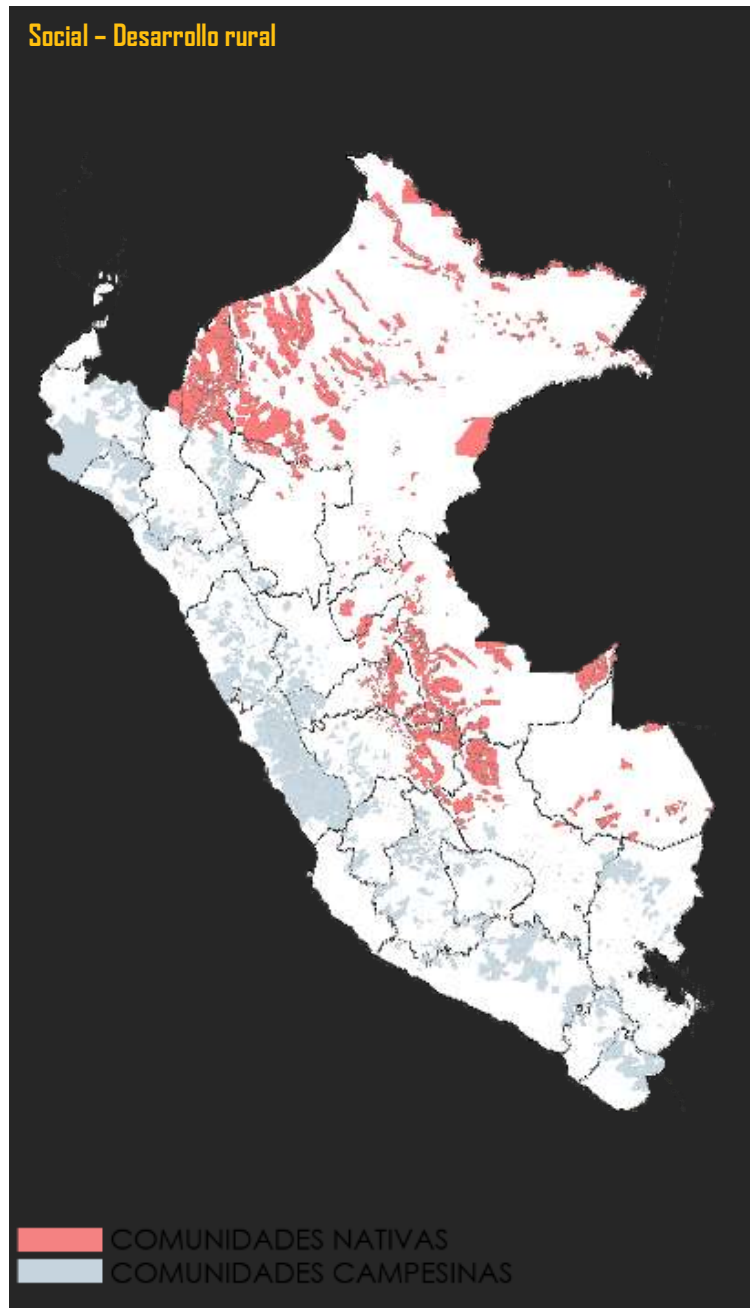 Social – Desarrollo rural
COMUNIDADES NATIVAS
COMUNIDADES CAMPESINAS